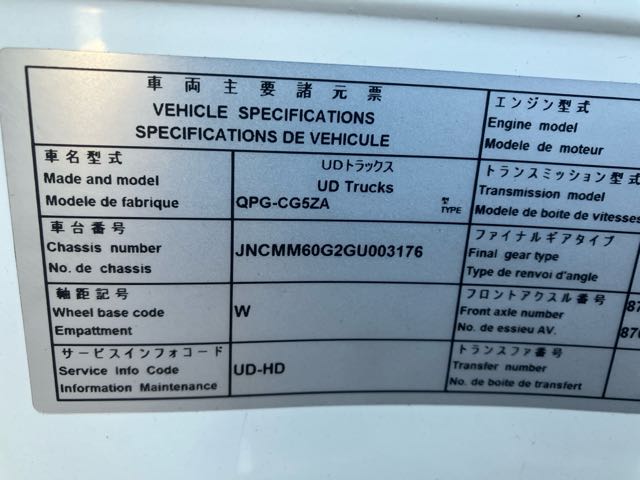 車両主要諸元票
VEHICLE SPECIFICATIONS
SPECIFICATIONS DE VEHICULE
車名型式
Made and model
Modele de fabrique
UDトラックス
UD Trucks
QPG-CG5ZA
型
TYPE
車台番号
Chassis number
No. de chassis
JNCMM60G2GU003176
軸距記号
Wheel base code
Empattment
W
サービスインフォコード
Service Info Code
Information Maintenance
UD-HD
エンジン型式
Engine model
Modele de moteur
トランスミッション型式
Transmission model
Modele de boite de vitesses
ファイナルギアタイプ
Final gear type
Type de renvoi d'angle
フロントアクスル番号
Front axle number
No. de essieu AV.
87
870
トランスファ番号
Transfer number
No. de boite de transfert